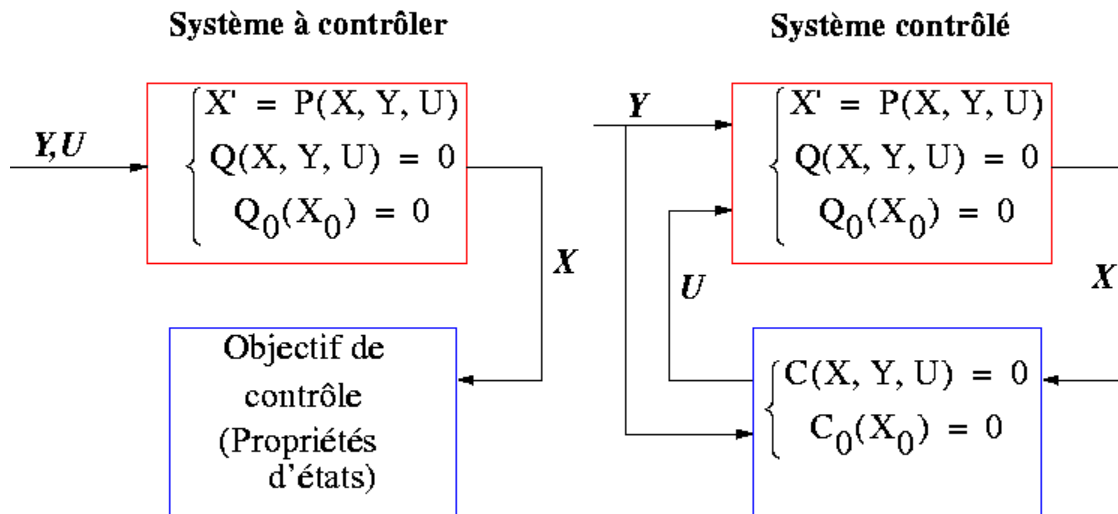 Système à contrôler
Y,U
X' = P(X, Y, U)
Q(X, Y, U) = 0
Q0(X0) = 0
X
Objectif de
contrôle
(Propriétés
d'états)
Système contrôlé
Y
X' = P(X, Y, U)
Q(X, Y, U) = 0
Q0(X0) = 0
U
X
C(X, Y, U) = 0
C0(X0) = 0